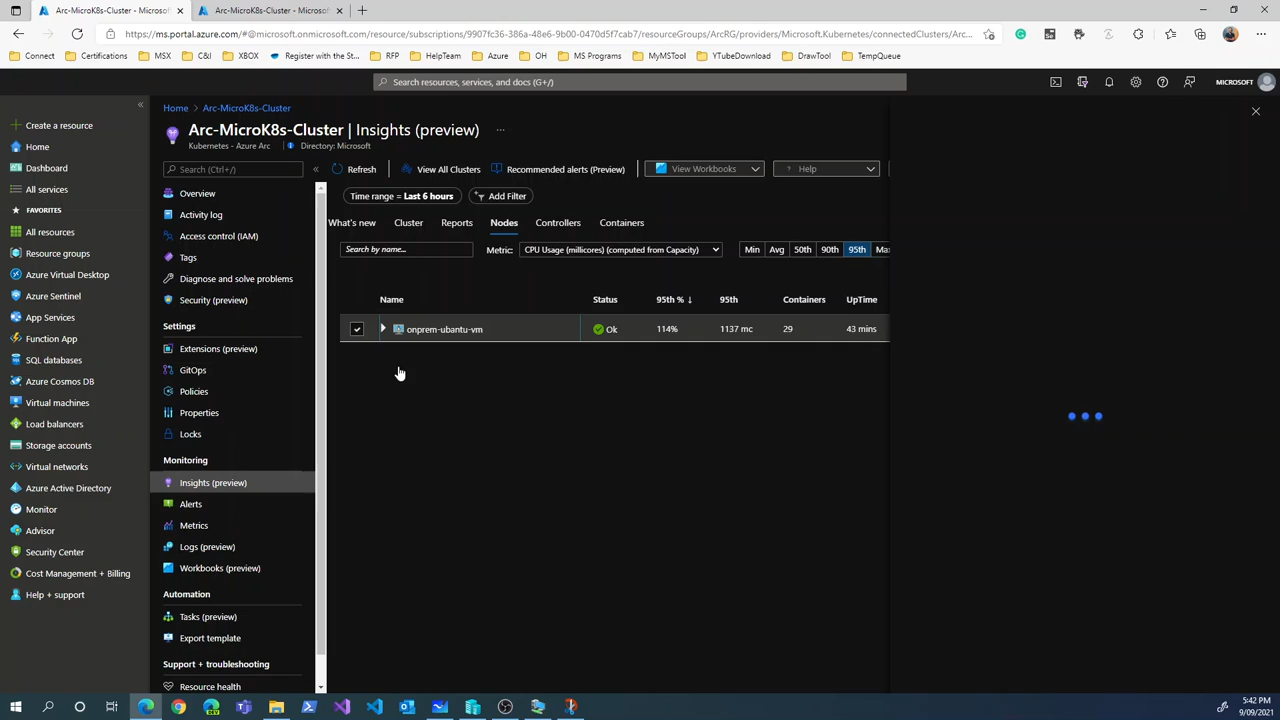 Arc-MicroK8s-Cluster - Microsof
Arc-MicroK8s-Cluster - Microsof
https://ms.portal.azure.com/#@microsoft.onmicrosoft.com/resource/subscriptions/9907fc36-386a-48e6-9b00-0470d5f7cab7/resourceGroups/ArcRG/providers/Microsoft.Kubernetes/connectedClusters/Arc...
Connect
Certifications
MSX
C&I
XBOX
Register with the St...
RFP
HelpTeam
Azure
OH
MS Programs
MyMSTool
YTubeDownload
DrawTool
TempQueue
Search resources, services, and docs (G+/)
MICROSOFT
Create a resource
Home
Dashboard
All services
FAVORITES
All resources
Resource groups
Azure Virtual Desktop
Azure Sentinel
App Services
Function App
SQL databases
Azure Cosmos DB
Virtual machines
Load balancers
Storage accounts
Virtual networks
Azure Active Directory
Monitor
Advisor
Security Center
Cost Management + Billing
Help + support
Home > Arc-MicroK8s-Cluster
Arc-MicroK8s-Cluster | Insights (preview) ...
Kubernetes - Azure Arc
Directory: Microsoft
Search (Ctrl+/)
Overview
Activity log
Access control (IAM)
Tags
Diagnose and solve problems
Security (preview)
Settings
Extensions (preview)
GitOps
Policies
Properties
Locks
Monitoring
Insights (preview)
Alerts
Metrics
Logs (preview)
Workbooks (preview)
Automation
Tasks (preview)
Export template
Support + troubleshooting
Resource health
Refresh
View All Clusters
Recommended alerts (Preview)
View Workbooks
? Help
Time range = Last 6 hours
Add Filter
What's new
Cluster
Reports
Nodes
Controllers
Containers
Search by name...
Metric:
CPU Usage (millicores) (computed from Capacity)
Min
Avg
50th
90th
95th
Max
Name
Status
95th % ↓
95th
Containers
UpTime
onprem-ubantu-vm
Ok
114%
1137 mc
29
43 mins
5:42 PM
9/09/2021